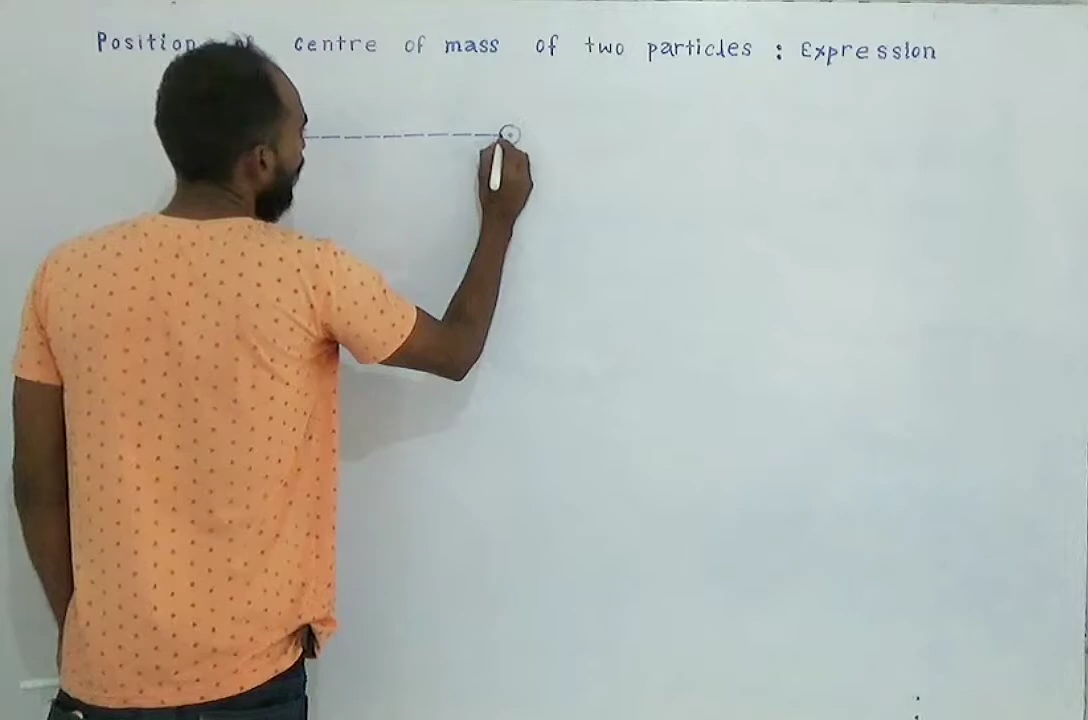 Position centre of mass of two particles : Expression